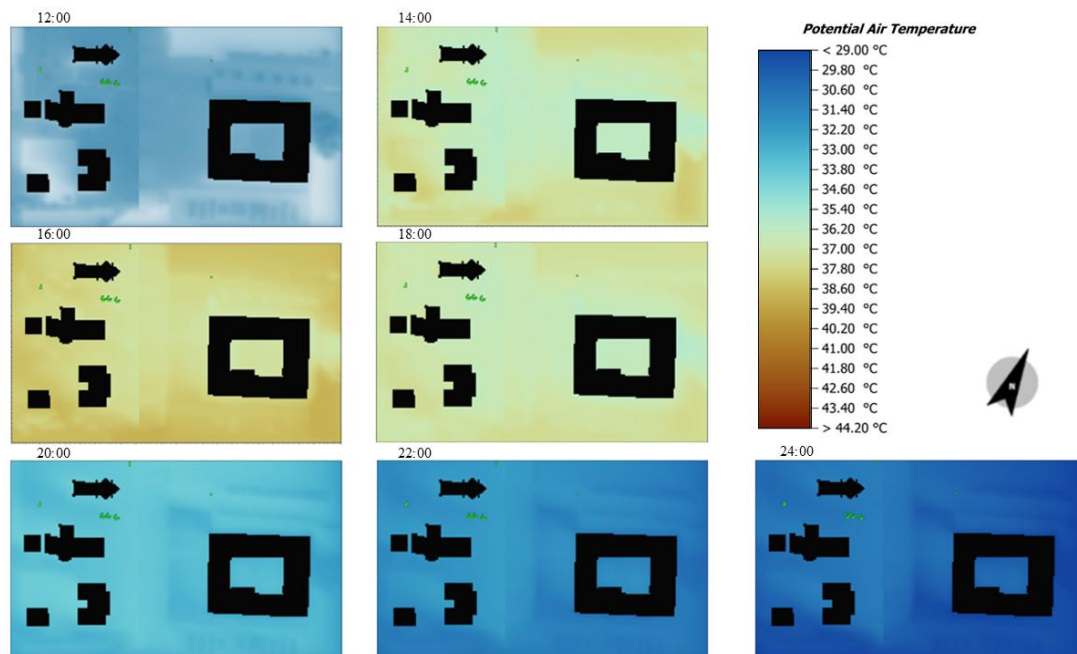 12:00
14:00
Potential Air Temperature
< 29.00 °C
29.80 °C
30.60 °C
31.40 °C
32.20 °C
33.00 °C
33.80 °C
34.60 °C
35.40 °C
36.20 °C
37.00 °C
37.80 °C
38.60 °C
39.40 °C
40.20 °C
41.00 °C
41.80 °C
42.60 °C
43.40 °C
> 44.20 °C
16:00
18:00
N
20:00
22:00
24:00